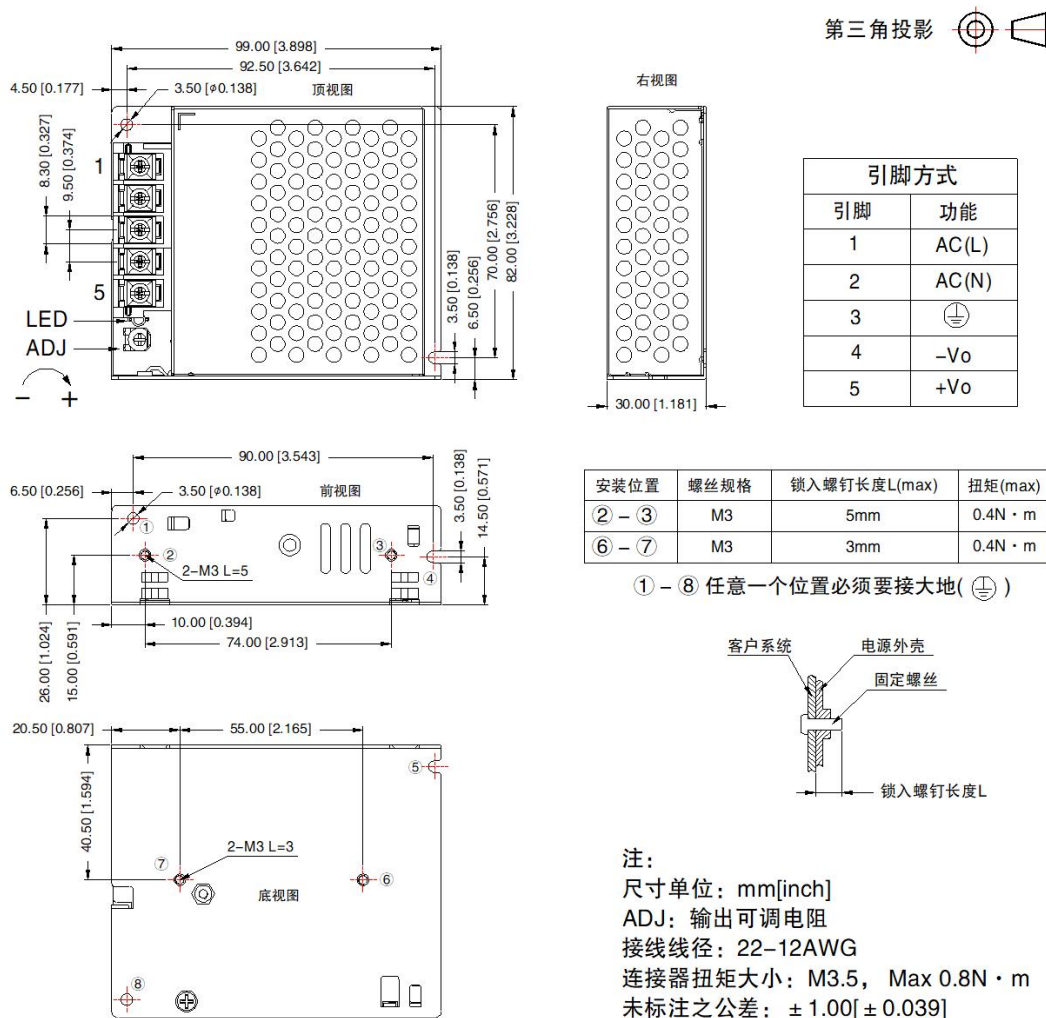 第三角投影
99.00 [3.898]
92.50 [3.642]
4.50 [0.177]
3.50 [φ0.138]
顶视图
8.30 [0.327]
9.50 [0.374]
1
5
LED
ADJ
− +
70.00 [2.756]
82.00 [3.228]
3.50 [0.138]
6.50 [0.256]
右视图
30.00 [1.181]
引脚方式
引脚 功能
1 AC(L)
2 AC(N)
3
4 −Vo
5 +Vo
90.00 [3.543]
6.50 [0.256]
3.50 [φ0.138]
前视图
3.50 [0.138]
14.50 [0.571]
①
②
③
④
2−M3 L=5
26.00 [1.024]
15.00 [0.591]
10.00 [0.394]
74.00 [2.913]
安装位置 螺丝规格 锁入螺钉长度L(max) 扭矩(max)
②−③ M3 5mm 0.4N·m
⑥−⑦ M3 3mm 0.4N·m
①−⑧ 任意一个位置必须要接大地( )
客户系统
电源外壳
固定螺丝
锁入螺钉长度L
20.50 [0.807]
55.00 [2.165]
40.50 [1.594]
⑤
⑦
2−M3 L=3
⑥
底视图
⑧
注：
尺寸单位：mm[inch]
ADJ：输出可调电阻
接线线径：22−12AWG
连接器扭矩大小：M3.5， Max 0.8N·m
未标注之公差：±1.00[±0.039]